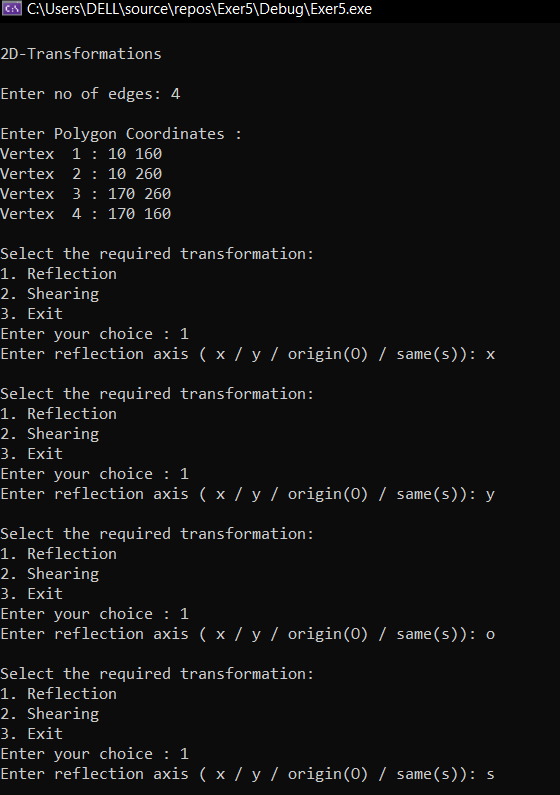 C:\Users\DELL\source\repos\Exer5\Debug\Exer5.exe
2D-Transformations
Enter no of edges: 4
Enter Polygon Coordinates :
Vertex  1 : 10 160
Vertex  2 : 10 260
Vertex  3 : 170 260
Vertex  4 : 170 160
Select the required transformation:
1. Reflection
2. Shearing
3. Exit
Enter your choice : 1
Enter reflection axis ( x / y / origin(O) / same(s)): x
Select the required transformation:
1. Reflection
2. Shearing
3. Exit
Enter your choice : 1
Enter reflection axis ( x / y / origin(O) / same(s)): y
Select the required transformation:
1. Reflection
2. Shearing
3. Exit
Enter your choice : 1
Enter reflection axis ( x / y / origin(O) / same(s)): o
Select the required transformation:
1. Reflection
2. Shearing
3. Exit
Enter your choice : 1
Enter reflection axis ( x / y / origin(O) / same(s)): s